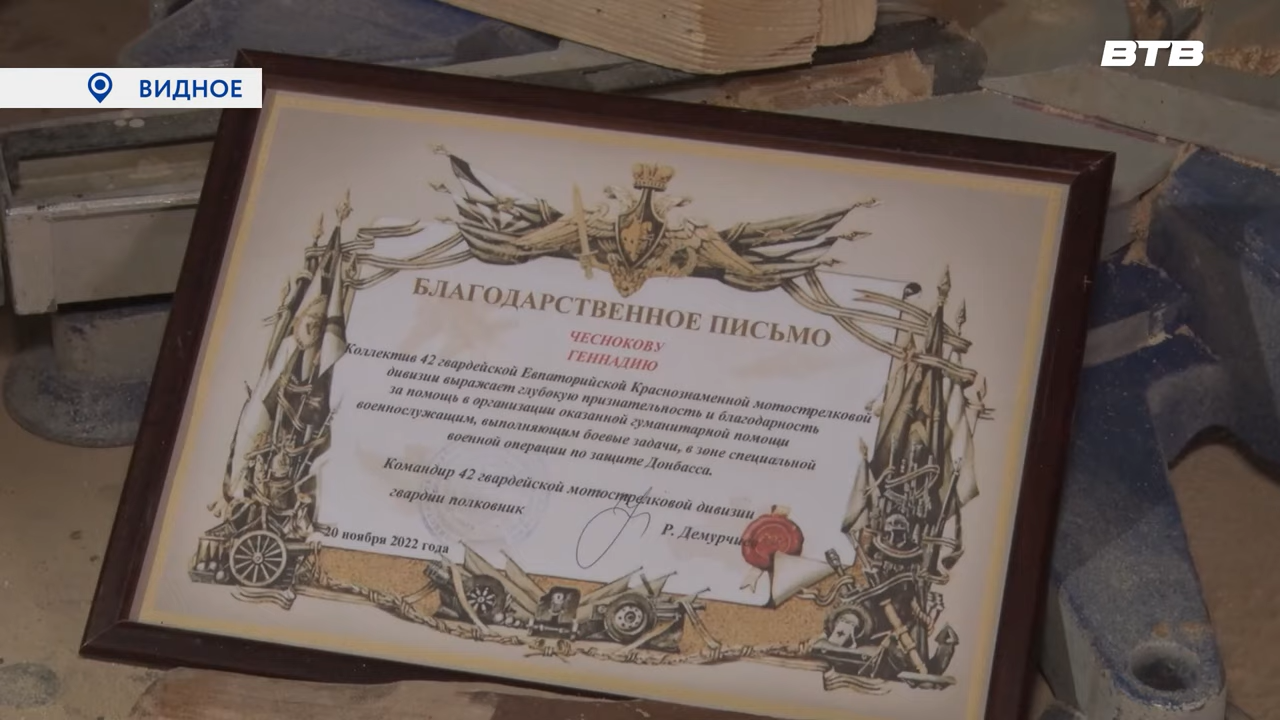 ВИДНОЕ
ВТВ
БЛАГОДАРСТВЕННОЕ ПИСЬМО
ЧЕСНОКОВУ
ГЕННАДИЮ
Коллектив 42 гвардейской Евпаторийской Краснознаменной мотострелковой
дивизии выражает глубокую признательность и благодарность
за помощь в организации оказанной гуманитарной помощи
военнослужащим, выполняющим боевые задачи, в зоне специальной
военной операции по защите Донбасса.
Командир 42 гвардейской мотострелковой дивизии
гвардии полковник
Р.
20 ноября 2022 года